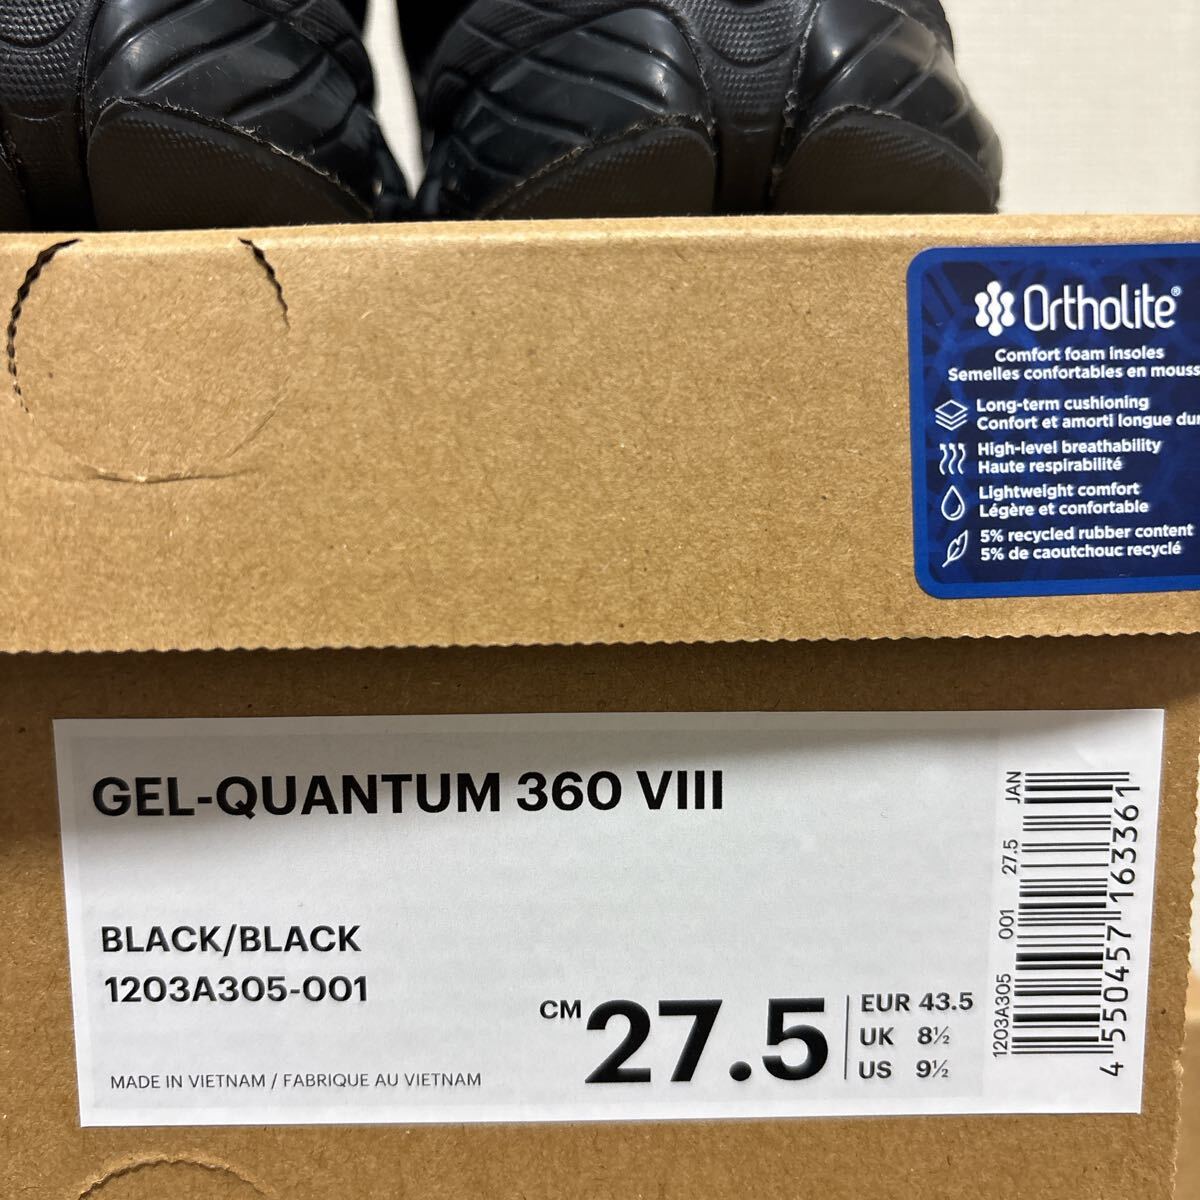 Ortholite®
Comfort foam insoles
Semelles confortables en mouss
Long-term cushioning
Confort et amorti longue dur
High-level breathability
Haute respirabilité
Lightweight comfort
Légère et confortable
5% recycled rubber content
5% de caoutchouc recyclé
GEL-QUANTUM 360 VIII
BLACK/BLACK
1203A305-001
CM 27.5
EUR 43.5
UK 8½
US 9½
MADE IN VIETNAM / FABRIQUE AU VIETNAM
1203A305 001 27.5 JAN
4 550457 163361